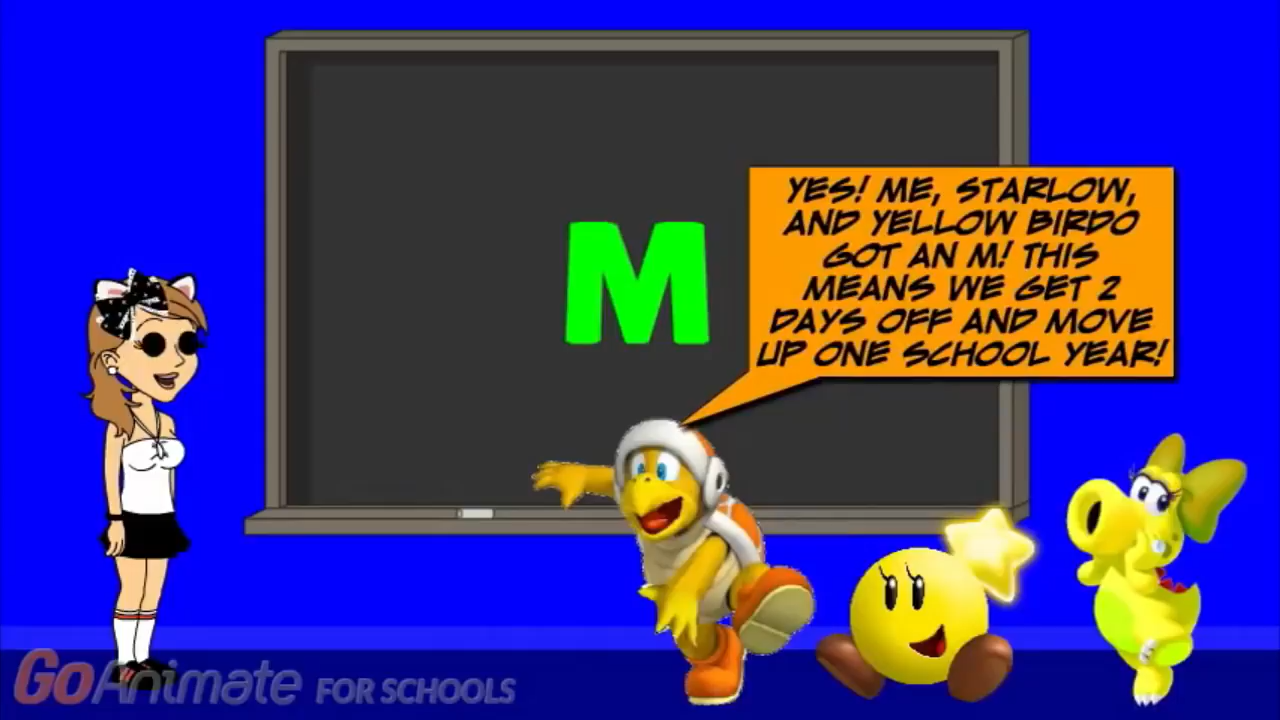 M
YES! ME, STARLOW,
AND YELLOW BIRDO
GOT AN M! THIS
MEANS WE GET 2
DAYS OFF AND MOVE
UP ONE SCHOOL YEAR!
GoAnimate FOR SCHOOLS